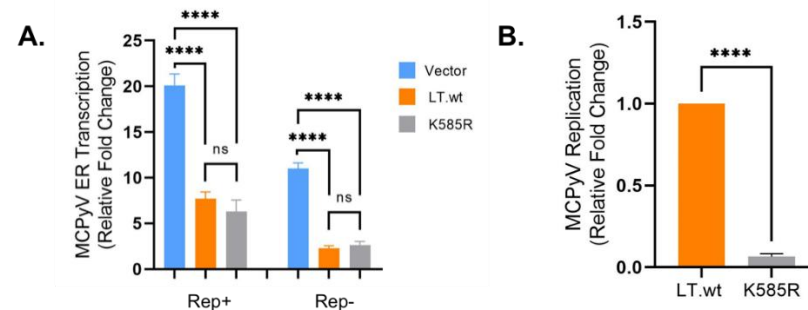 A.
MCPyV ER Transcription
(Relative Fold Change)
25
20
15
10
5
0
****
****
ns
****
****
ns
Rep+
Rep-
Vector
LT.wt
K585R
B.
MCPyV Replication
(Relative Fold Change)
1.5
1.0
0.5
0.0
****
LT.wt
K585R